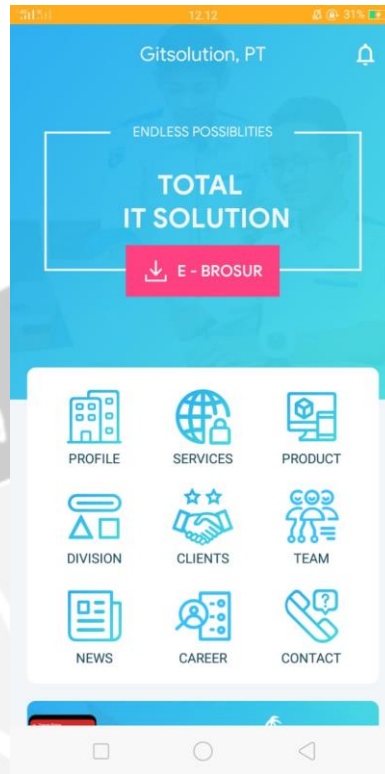 12.12
31%
Gitsolution, PT
ENDLESS POSSIBLITIES
TOTAL
IT SOLUTION
E - BROSUR
PROFILE
SERVICES
PRODUCT
DIVISION
CLIENTS
TEAM
NEWS
CAREER
CONTACT